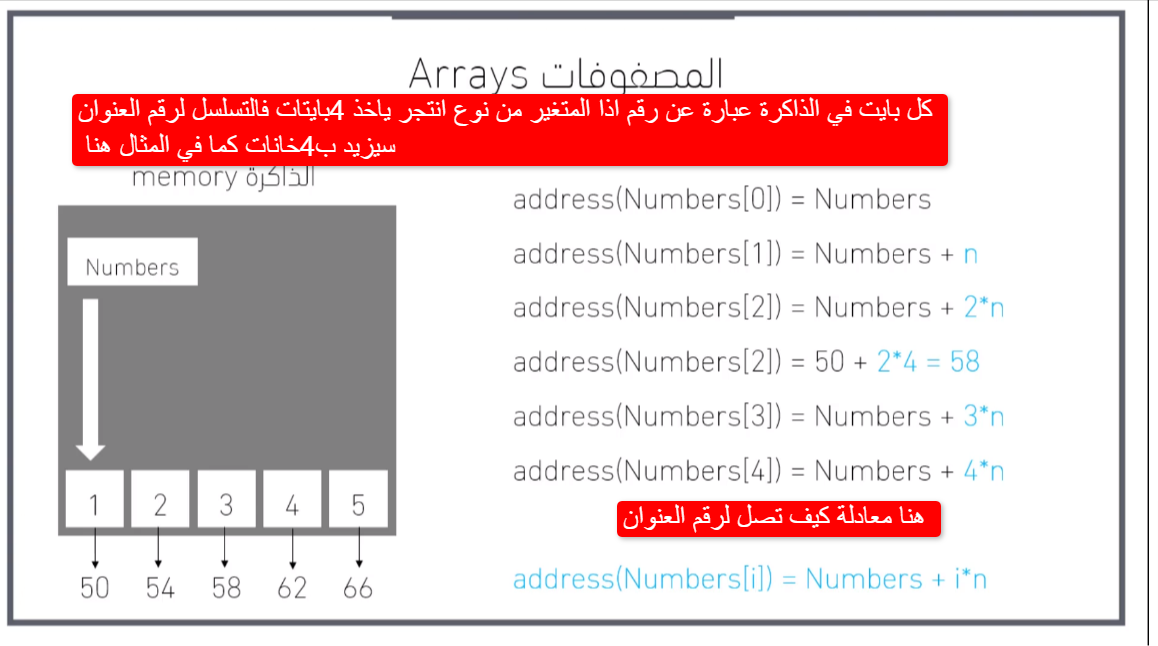 المصفوفات Arrays
كل بايت في الذاكرة عبارة عن رقم اذا المتغير من نوع انتجر ياخذ 4بايتات فالتسلسل لرقم العنوان
سيزيد ب4خانات كما في المثال هنا
الذاكرة memory
Numbers
1 2 3 4 5
50 54 58 62 66
address(Numbers[0]) = Numbers
address(Numbers[1]) = Numbers + n
address(Numbers[2]) = Numbers + 2*n
address(Numbers[2]) = 50 + 2*4 = 58
address(Numbers[3]) = Numbers + 3*n
address(Numbers[4]) = Numbers + 4*n
هنا معادلة كيف تصل لرقم العنوان
address(Numbers[i]) = Numbers + i*n